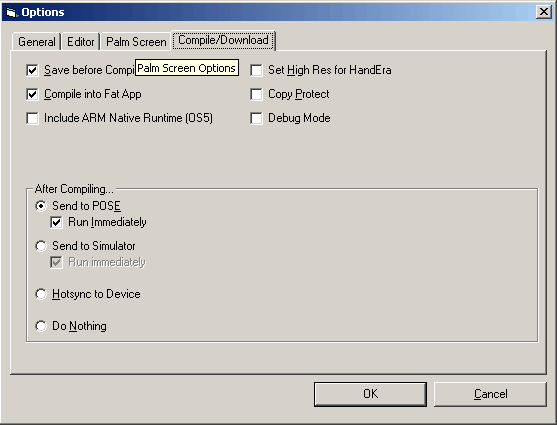 Options
General Editor Palm Screen Compile/Download
Save before Compi Palm Screen Options Set High Res for HandEra
Compile into Fat App Copy Protect
Include ARM Native Runtime (OS5) Debug Mode
After Compiling...
Send to POSE
Run Immediately
Send to Simulator
Run immediately
Hotsync to Device
Do Nothing
OK Cancel